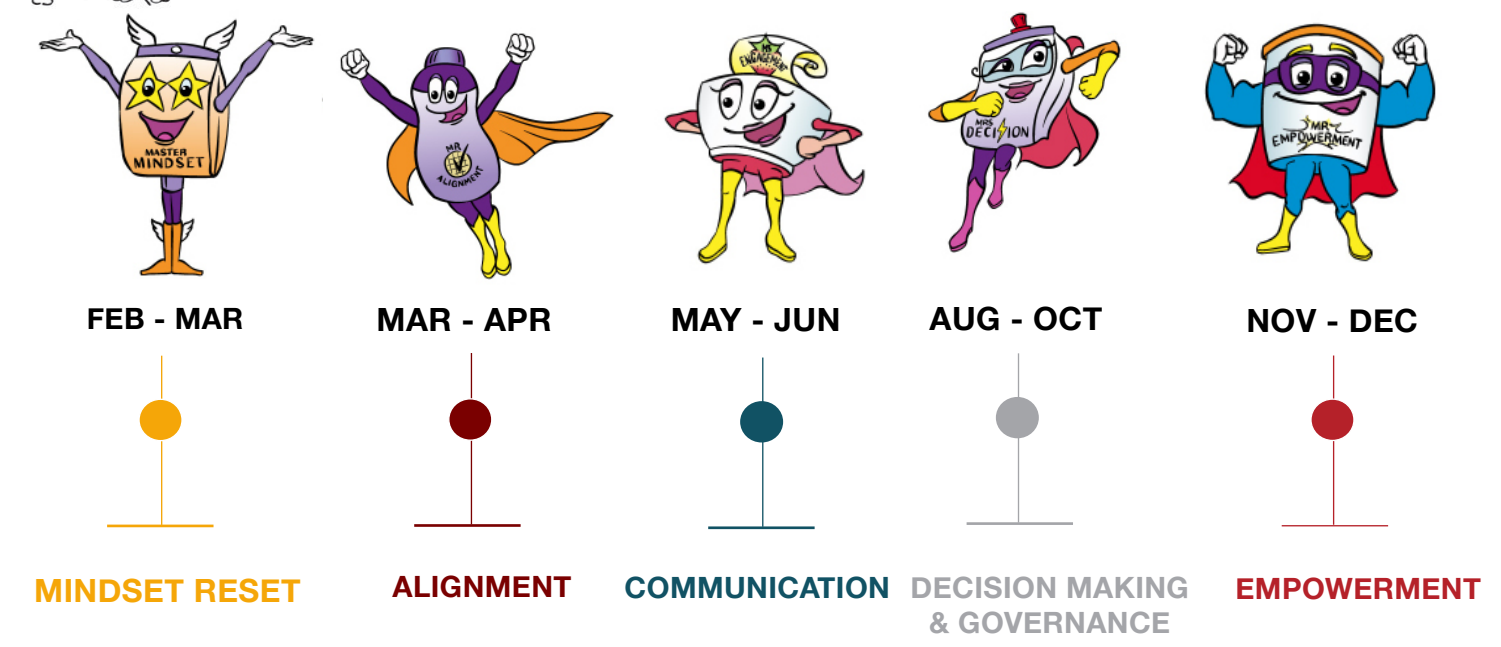 MASTER
MINDSET
MR
ALIGNMENT
MS
ENGAGEMENT
MRS
DECISION
MR
EMPOWERMENT
FEB - MAR
MAR - APR
MAY - JUN
AUG - OCT
NOV - DEC
MINDSET RESET
ALIGNMENT
COMMUNICATION
DECISION MAKING
& GOVERNANCE
EMPOWERMENT